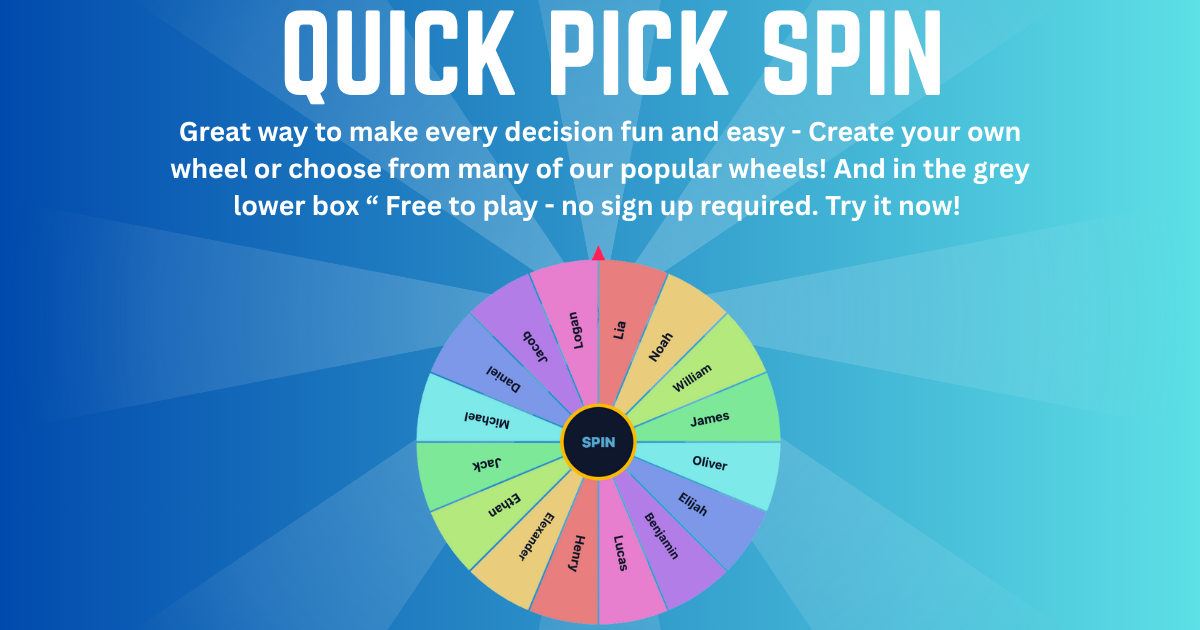 QUICK PICK SPIN
Great way to make every decision fun and easy - Create your own
wheel or choose from many of our popular wheels! And in the grey
lower box “ Free to play - no sign up required. Try it now!
Lia
Noah
William
James
Oliver
Elijah
Benjamin
Lucas
Henry
Elexander
Ethan
Jack
Michael
Daniel
Jacob
Logan
SPIN